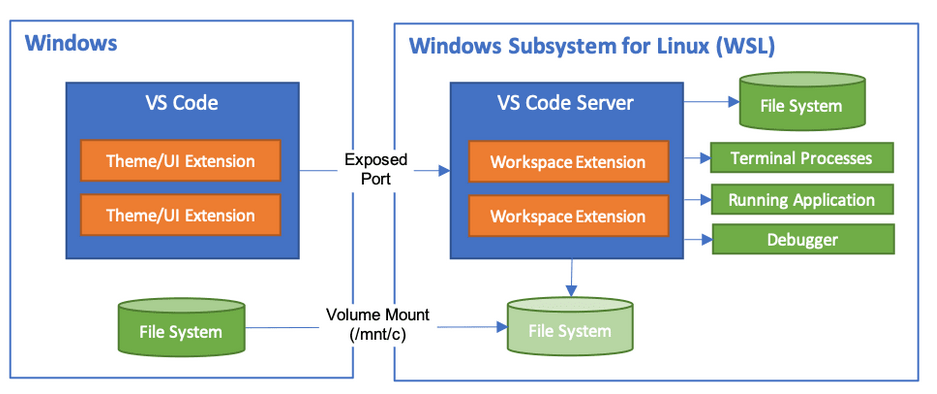 Windows
VS Code
Theme/UI Extension
Theme/UI Extension
File System
Exposed
Port
Volume Mount
(/mnt/c)
Windows Subsystem for Linux (WSL)
VS Code Server
Workspace Extension
Workspace Extension
File System
Terminal Processes
Running Application
Debugger
File System